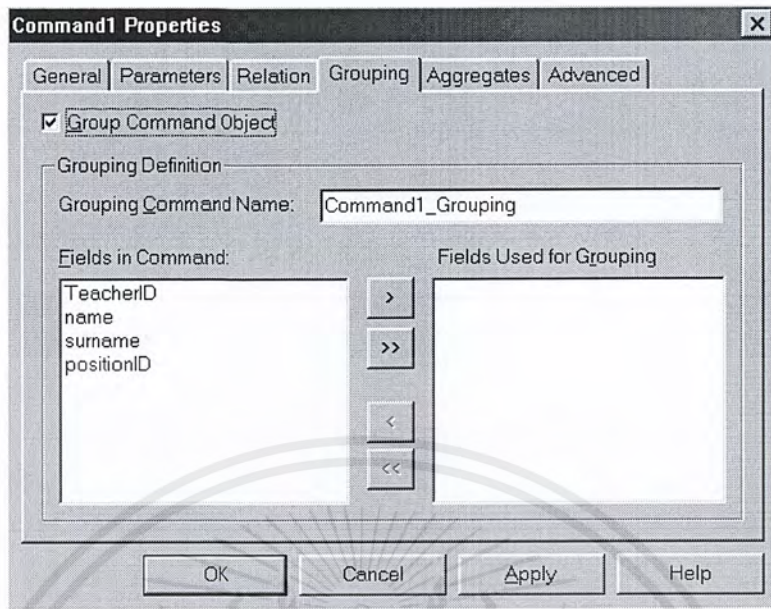 Command1 Properties
General Parameters Relation Grouping Aggregates Advanced
Group Command Object
Grouping Definition
Grouping Command Name: Command1_Grouping
Fields in Command: Fields Used for Grouping
TeacherID
name
surname
positionID
>
>>
<
<<
OK Cancel Apply Help